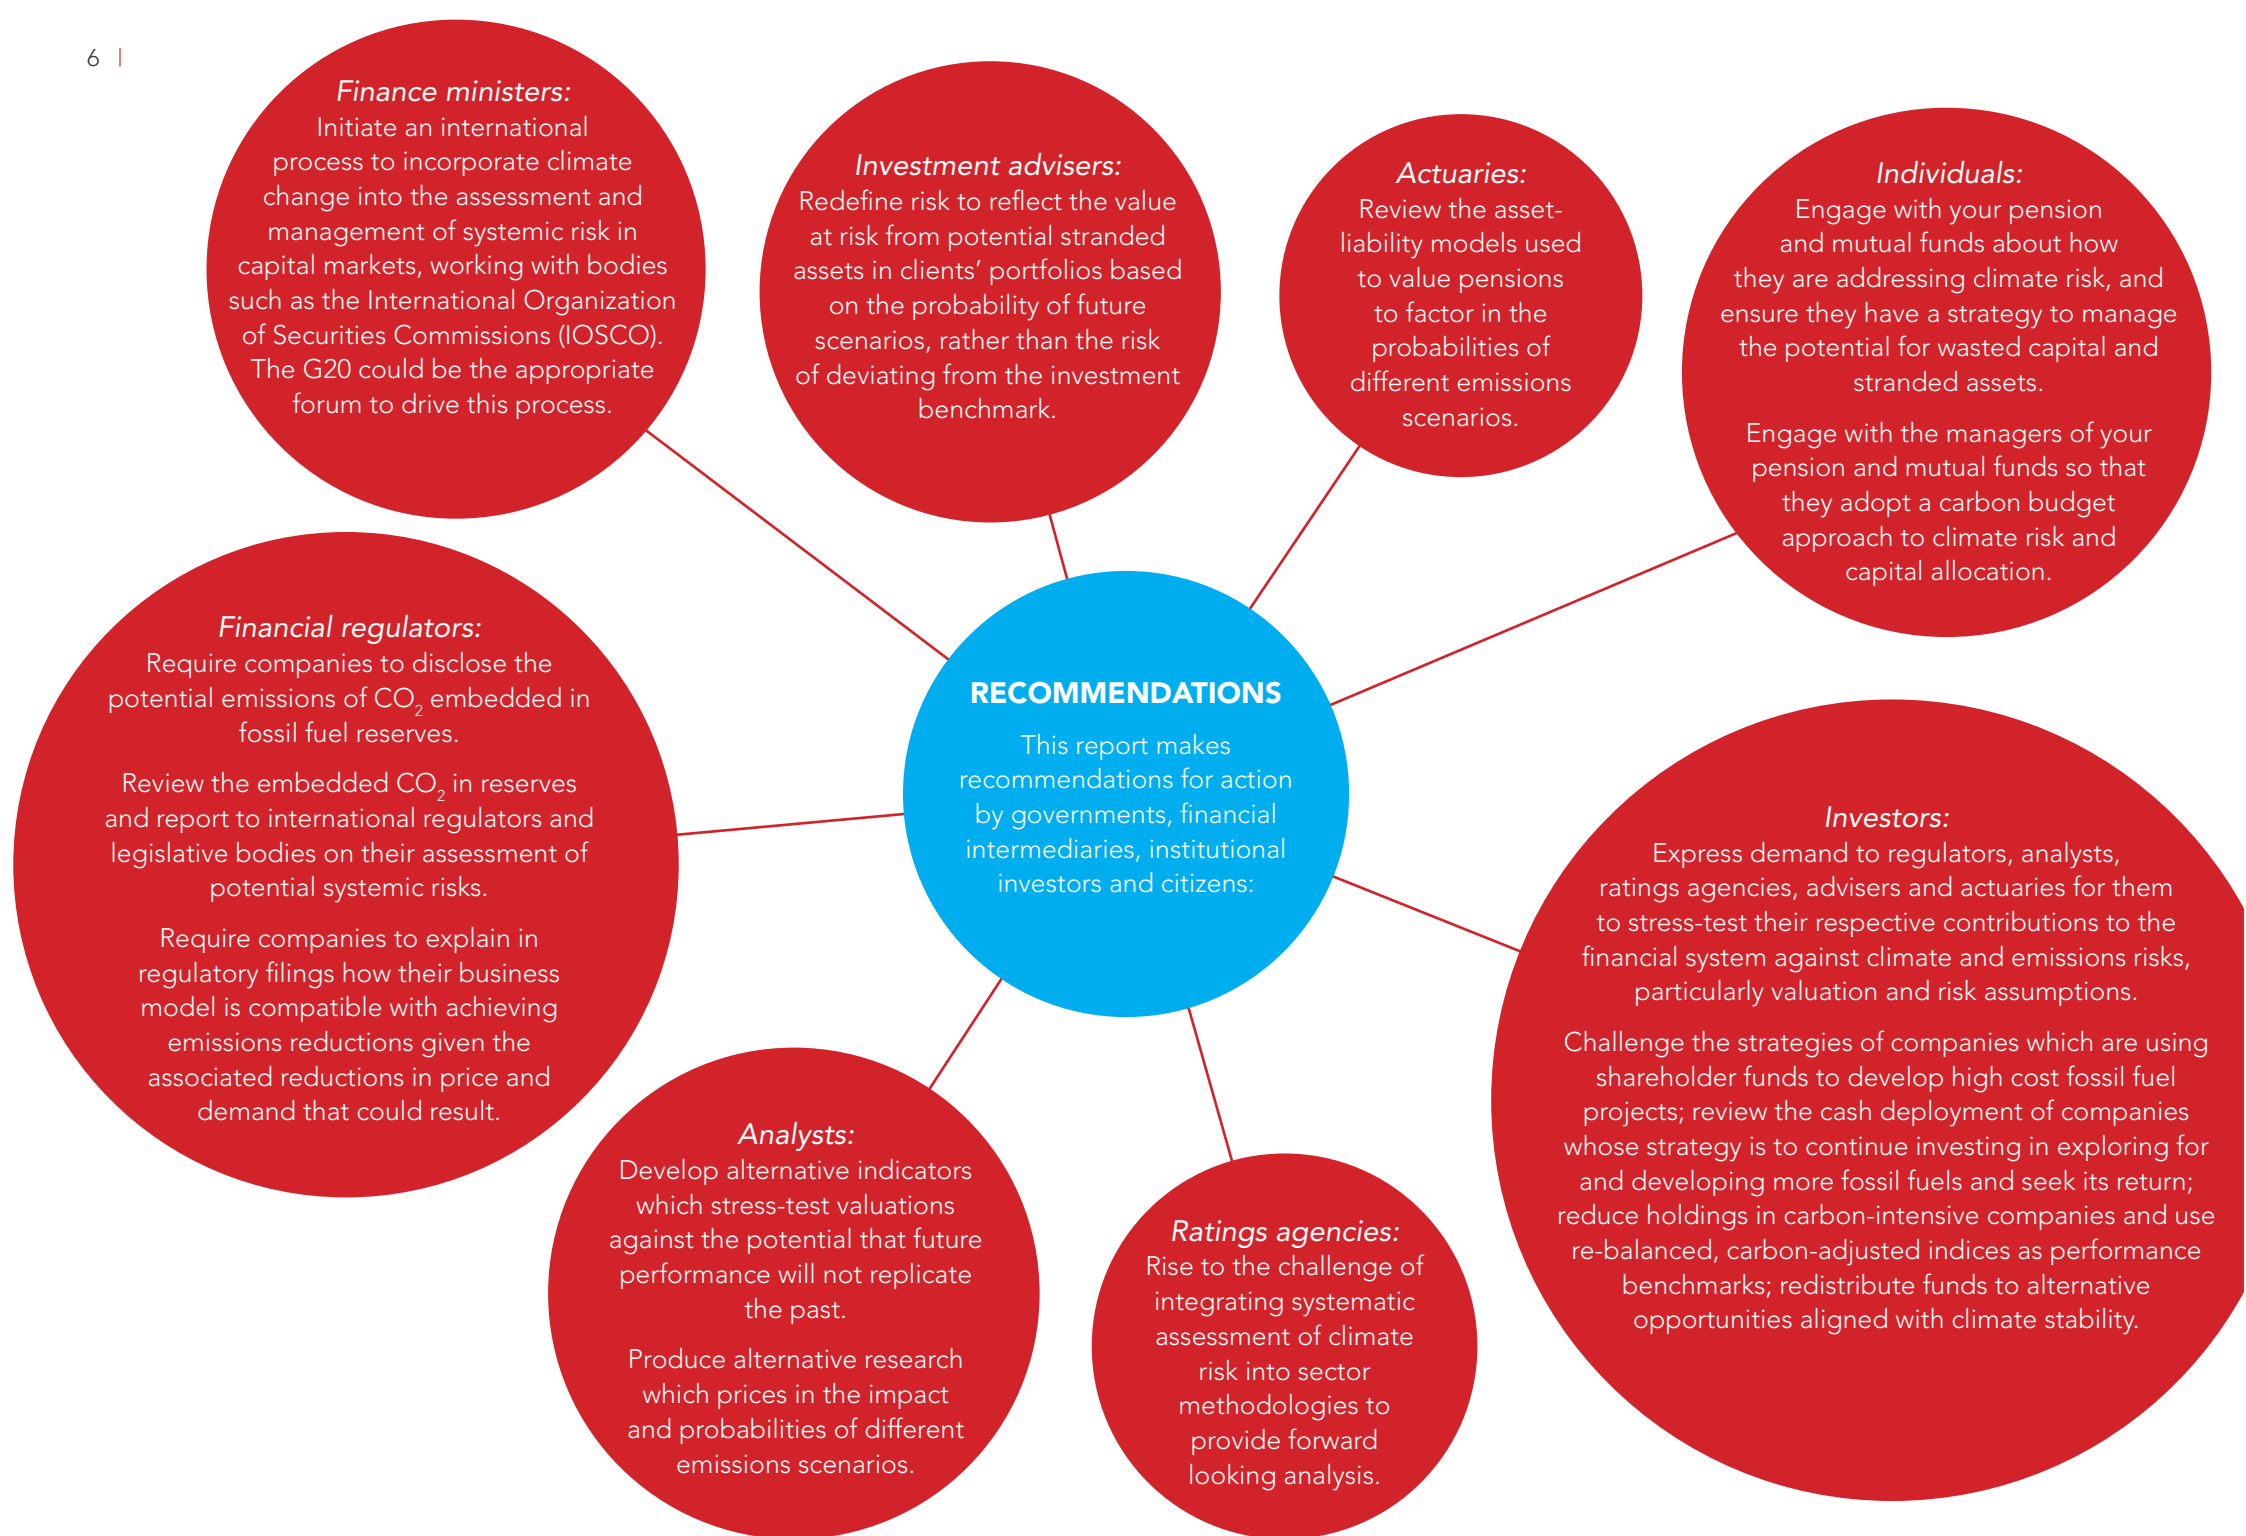 6 |
Finance ministers:
Initiate an international
process to incorporate climate
change into the assessment and
management of systemic risk in
capital markets, working with bodies
such as the International Organization
of Securities Commissions (IOSCO).
The G20 could be the appropriate
forum to drive this process.
Investment advisers:
Redefine risk to reflect the value
at risk from potential stranded
assets in clients’ portfolios based
on the probability of future
scenarios, rather than the risk
of deviating from the investment
benchmark.
Actuaries:
Review the asset-
liability models used
to value pensions
to factor in the
probabilities of
different emissions
scenarios.
Individuals:
Engage with your pension
and mutual funds about how
they are addressing climate risk, and
ensure they have a strategy to manage
the potential for wasted capital and
stranded assets.
Engage with the managers of your
pension and mutual funds so that
they adopt a carbon budget
approach to climate risk and
capital allocation.
Financial regulators:
Require companies to disclose the
potential emissions of CO₂ embedded in
fossil fuel reserves.
Review the embedded CO₂ in reserves
and report to international regulators and
legislative bodies on their assessment of
potential systemic risks.
Require companies to explain in
regulatory filings how their business
model is compatible with achieving
emissions reductions given the
associated reductions in price and
demand that could result.
RECOMMENDATIONS
This report makes
recommendations for action
by governments, financial
intermediaries, institutional
investors and citizens:
Investors:
Express demand to regulators, analysts,
ratings agencies, advisers and actuaries for them
to stress-test their respective contributions to the
financial system against climate and emissions risks,
particularly valuation and risk assumptions.
Challenge the strategies of companies which are using
shareholder funds to develop high cost fossil fuel
projects; review the cash deployment of companies
whose strategy is to continue investing in exploring for
and developing more fossil fuels and seek its return;
reduce holdings in carbon-intensive companies and use
re-balanced, carbon-adjusted indices as performance
benchmarks; redistribute funds to alternative
opportunities aligned with climate stability.
Analysts:
Develop alternative indicators
which stress-test valuations
against the potential that future
performance will not replicate
the past.
Produce alternative research
which prices in the impact
and probabilities of different
emissions scenarios.
Ratings agencies:
Rise to the challenge of
integrating systematic
assessment of climate
risk into sector
methodologies to
provide forward
looking analysis.